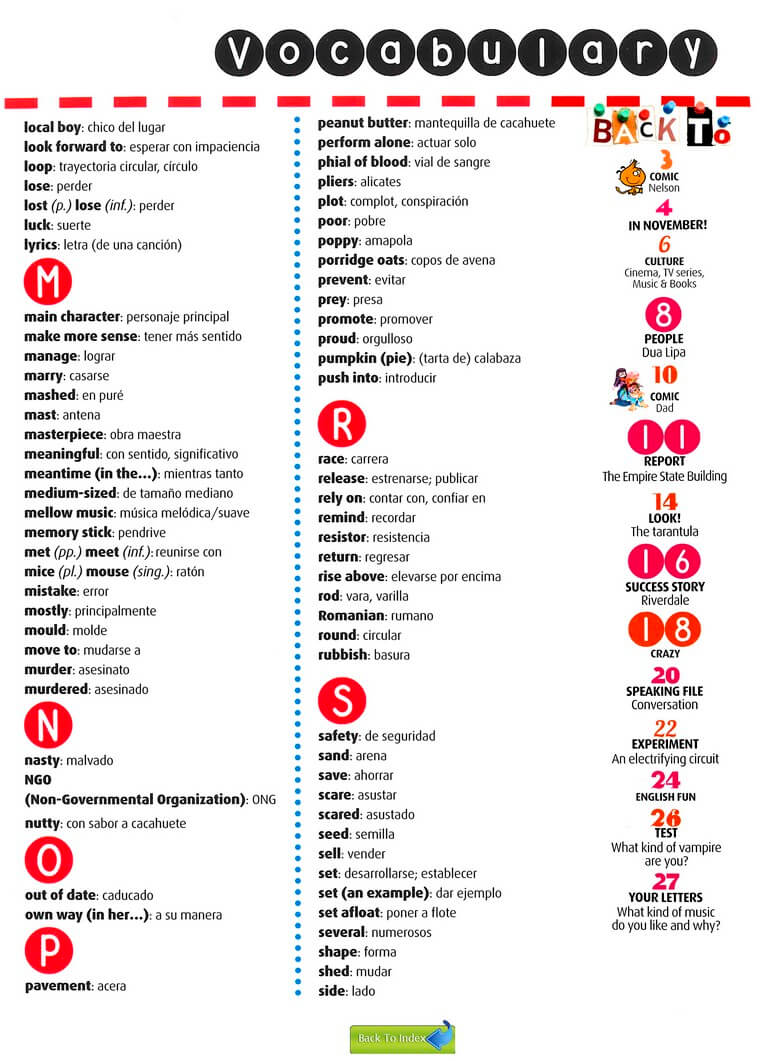 Vocabulary
local boy: chico del lugar
look forward to: esperar con impaciencia
loop: trayectoria circular, círculo
lose: perder
lost (p.) lose (inf.): perder
luck: suerte
lyrics: letra (de una canción)
M
main character: personaje principal
make more sense: tener más sentido
manage: lograr
marry: casarse
mashed: en puré
mast: antena
masterpiece: obra maestra
meaningful: con sentido, significativo
meantime (in the...): mientras tanto
medium-sized: de tamaño mediano
mellow music: música melódica/suave
memory stick: pendrive
met (pp.) meet (inf.): reunirse con
mice (pl.) mouse (sing.): ratón
mistake: error
mostly: principalmente
mould: molde
move to: mudarse a
murder: asesinato
murdered: asesinado
N
nasty: malvado
NGO
(Non-Governmental Organization): ONG
nutty: con sabor a cacahuete
O
out of date: caducado
own way (in her...): a su manera
P
pavement: acera
peanut butter: mantequilla de cacahuete
perform alone: actuar solo
phial of blood: vial de sangre
pliers: alicates
plot: complot, conspiración
poor: pobre
poppy: amapola
porridge oats: copos de avena
prevent: evitar
prey: presa
promote: promover
proud: orgulloso
pumpkin (pie): (tarta de) calabaza
push into: introducir
R
race: carrera
release: estrenarse; publicar
rely on: contar con, confiar en
remind: recordar
resistor: resistencia
return: regresar
rise above: elevarse por encima
rod: vara, varilla
Romanian: rumano
round: circular
rubbish: basura
S
safety: de seguridad
sand: arena
save: ahorrar
scare: asustar
scared: asustado
seed: semilla
sell: vender
set: desarrollarse; establecer
set (an example): dar ejemplo
set afloat: poner a flote
several: numerosos
shape: forma
shed: mudar
side: lado
BACK TO
3
COMIC
Nelson
4
IN NOVEMBER!
6
CULTURE
Cinema, TV series,
Music & Books
8
PEOPLE
Dua Lipa
10
COMIC
Dad
11
REPORT
The Empire State Building
14
LOOK!
The tarantula
16
SUCCESS STORY
Riverdale
18
CRAZY
20
SPEAKING FILE
Conversation
22
EXPERIMENT
An electrifying circuit
24
ENGLISH FUN
26
TEST
What kind of vampire
are you?
27
YOUR LETTERS
What kind of music
do you like and why?
Back To Index